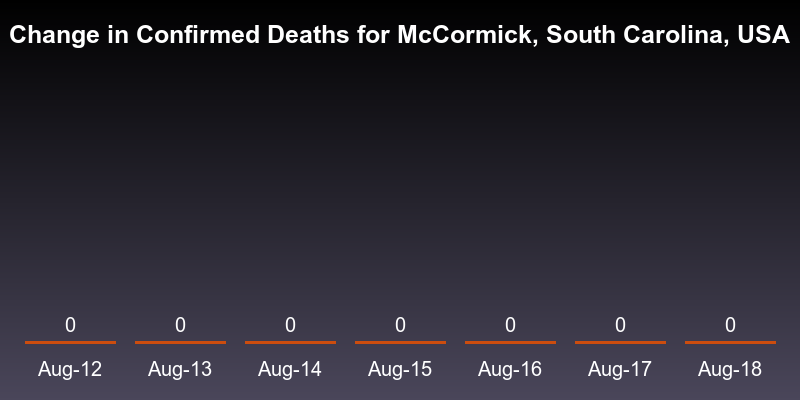 Change in Confirmed Deaths for McCormick, South Carolina, USA
0 0 0 0 0 0 0
Aug-12 Aug-13 Aug-14 Aug-15 Aug-16 Aug-17 Aug-18